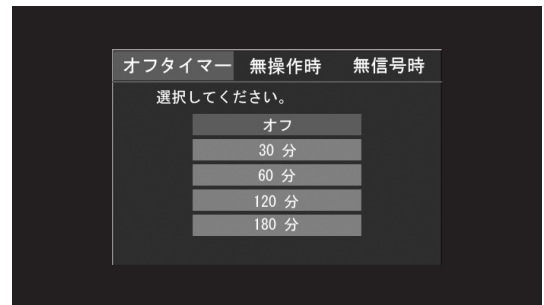 オフタイマー 無操作時 無信号時
選択してください。
オフ
30 分
60 分
120 分
180 分